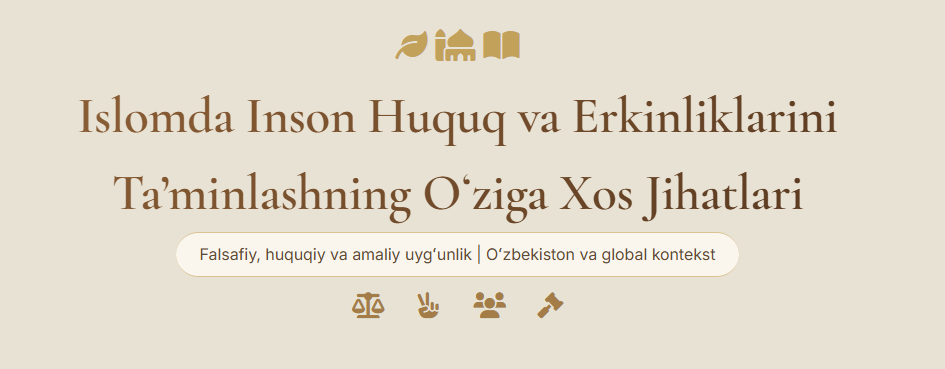 Islomda Inson Huquq va Erkinliklarini
Ta’minlashning O‘ziga Xos Jihatlari
Falsafiy, huquqiy va amaliy uyg‘unlik | O‘zbekiston va global kontekst